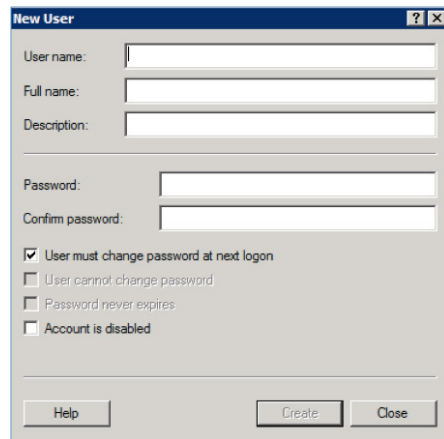 New User
User name:
Full name:
Description:
Password:
Confirm password:
User must change password at next logon
User cannot change password
Password never expires
Account is disabled
Help Create Close